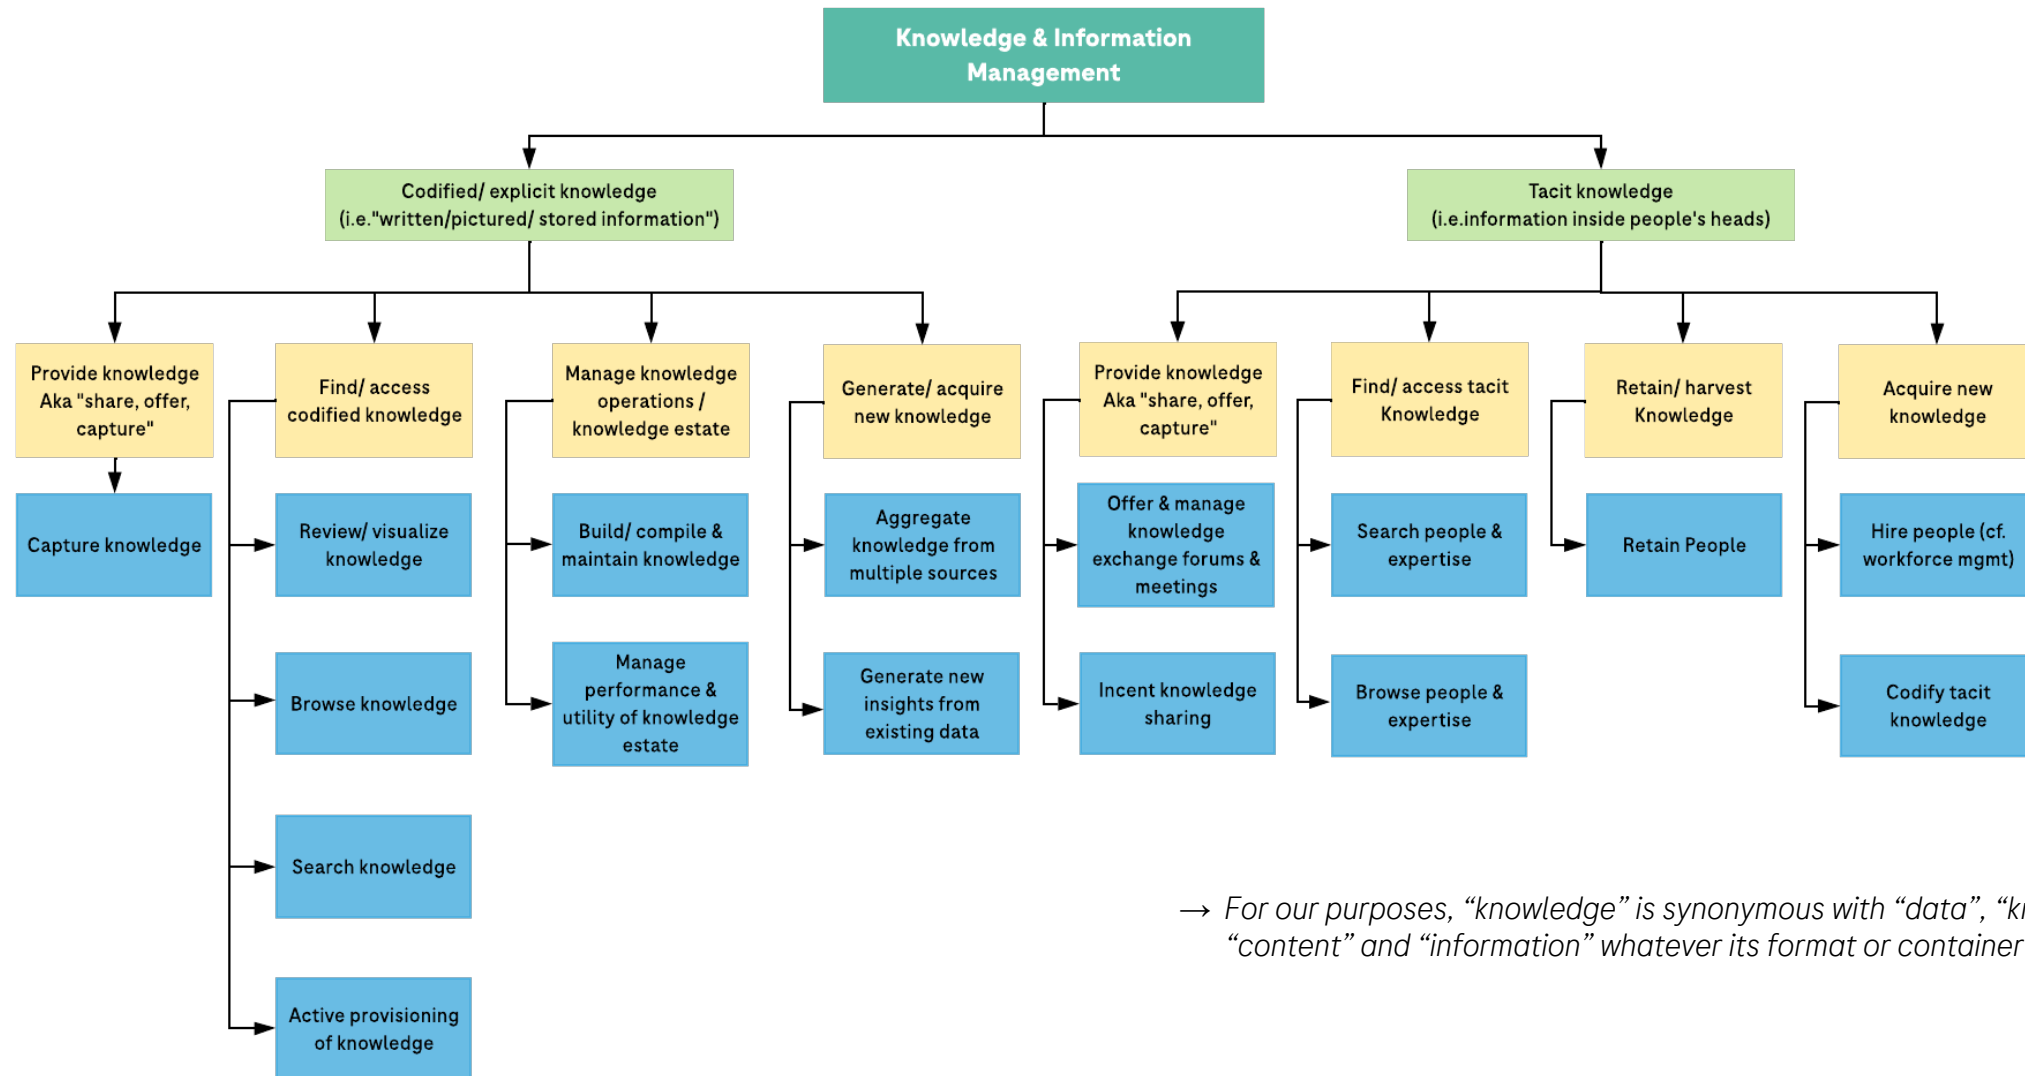 Knowledge & Information
Management
Codified/ explicit knowledge
(i.e."written/pictured/ stored information")
Tacit knowledge
(i.e.information inside people's heads)
Provide knowledge
Aka "share, offer,
capture"
Find/ access
codified knowledge
Manage knowledge
operations /
knowledge estate
Generate/ acquire
new knowledge
Provide knowledge
Aka "share, offer,
capture"
Find/ access tacit
Knowledge
Retain/ harvest
Knowledge
Acquire new
knowledge
Capture knowledge
Review/ visualize
knowledge
Build/ compile &
maintain knowledge
Aggregate
knowledge from
multiple sources
Offer & manage
knowledge
exchange forums &
meetings
Search people &
expertise
Retain People
Hire people (cf.
workforce mgmt)
Browse knowledge
Manage
performance &
utility of knowledge
estate
Generate new
insights from
existing data
Incent knowledge
sharing
Browse people &
expertise
Codify tacit
knowledge
Search knowledge
Active provisioning
of knowledge
→ For our purposes, “knowledge” is synonymous with “data”,
“content” and “information” whatever its format or container